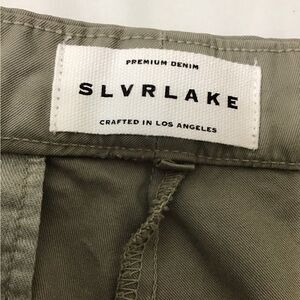 PREMIUM DENIM
SLVRLAKE
CRAFTED IN LOS ANGELES